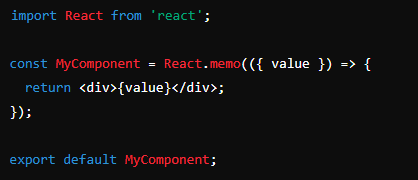 import React from 'react';
const MyComponent = React.memo(({ value }) => {
  return <div>{value}</div>;
});
export default MyComponent;